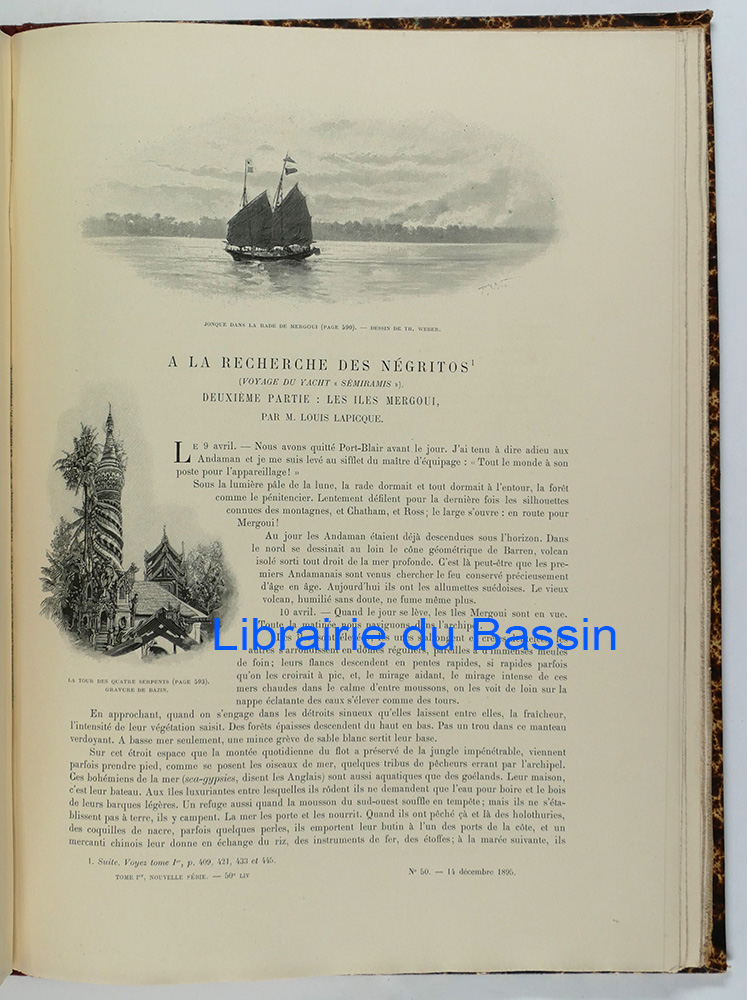 JONQUE DANS LA RADE DE MERGOUI (PAGE 590). — DESSIN DE TH. WEBER.
A LA RECHERCHE DES NÉGRITOS¹
(VOYAGE DU YACHT « SÉMIRAMIS »).
DEUXIÈME PARTIE : LES ILES MERGOUI,
PAR M. LOUIS LAPICQUE.
LE 9 avril. — Nous avons quitté Port-Blair avant le jour. J'ai tenu à dire adieu aux
Andaman et je me suis levé au sifflet du maître d'équipage : « Tout le monde à son
poste pour l'appareillage! »
Sous la lumière pâle de la lune, la rade dormait et tout dormait à l'entour, la forêt
comme le pénitencier. Lentement défilent pour la dernière fois les silhouettes
connues des montagnes, et Chatham, et Ross; le large s'ouvre : en route pour
Mergoui!
Au jour les Andaman étaient déjà descendues sous l'horizon. Dans
le nord se dessinait au loin le cône géométrique de Barren, volcan
isolé sorti tout droit de la mer profonde. C'est là peut-être que les pre-
miers Andamanais sont venus chercher le feu conservé précieusement
d'âge en âge. Aujourd'hui ils ont les allumettes suédoises. Le vieux
volcan, humilié sans doute, ne fume même plus.
10 avril. — Quand le jour se lève, les îles Mergoui sont en vue.
Toute la matinée nous naviguons dans l'archipel.
Librairie du Bassin
autres s'arrondissent en dômes réguliers, pareilles à d'immenses meules
de foin; leurs flancs descendent en pentes rapides, si rapides parfois
qu'on les croirait à pic, et, le mirage aidant, le mirage intense de ces
mers chaudes dans le calme d'entre moussons, on les voit de loin sur la
nappe éclatante des eaux s'élever comme des tours.
LA TOUR DES QUATRE SERPENTS (PAGE 593).
GRAVURE DE BAZIN.
En approchant, quand on s'engage dans les détroits sinueux qu'elles laissent entre elles, la fraîcheur,
l'intensité de leur végétation saisit. Des forêts épaisses descendent du haut en bas. Pas un trou dans ce manteau
verdoyant. A basse mer seulement, une mince grève de sable blanc sertit leur base.
Sur cet étroit espace que la montée quotidienne du flot a préservé de la jungle impénétrable, viennent
parfois prendre pied, comme se posent les oiseaux de mer, quelques tribus de pêcheurs errant par l'archipel.
Ces bohémiens de la mer (sea-gypsies, disent les Anglais) sont aussi aquatiques que des goélands. Leur maison,
c'est leur bateau. Aux îles luxuriantes entre lesquelles ils rôdent ils ne demandent que l'eau pour boire et le bois
de leurs barques légères. Un refuge aussi quand la mousson du sud-ouest souffle en tempête; mais ils ne s'éta-
blissent pas à terre, ils y campent. La mer les porte et les nourrit. Quand ils ont pêché çà et là des holothuries,
des coquilles de nacre, parfois quelques perles, ils emportent leur butin à l'un des ports de la côte, et un
mercanti chinois leur donne en échange du riz, des instruments de fer, des étoffes; à la marée suivante, ils
1. Suite. Voyez tome Iᵉʳ, p. 409, 421, 433 et 445.
TOME Iᵉʳ, NOUVELLE SÉRIE. — 50ᵉ LIV
Nº 50. — 14 décembre 1895.